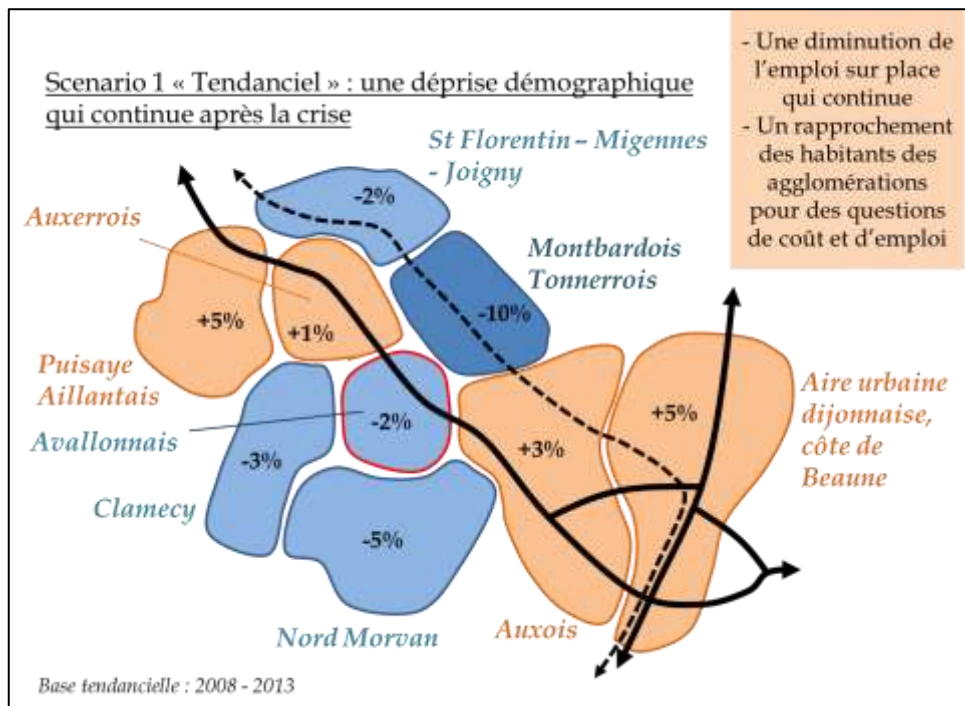 Scenario 1 « Tendanciel » : une déprise démographique
qui continue après la crise
- Une diminution de
l'emploi sur place
qui continue
- Un rapprochement
des habitants des
agglomérations
pour des questions
de coût et d'emploi
St Florentin – Migennes
- Joigny
-2%
Auxerrois
Montbardois
Tonnerrois
-10%
+5%
+1%
Puisaye
Aillantais
Aire urbaine
dijonnaise,
côte de
Beaune
+5%
Avallonnais
-2%
+3%
-3%
Clamecy
-5%
Nord Morvan
Auxois
Base tendancielle : 2008 - 2013